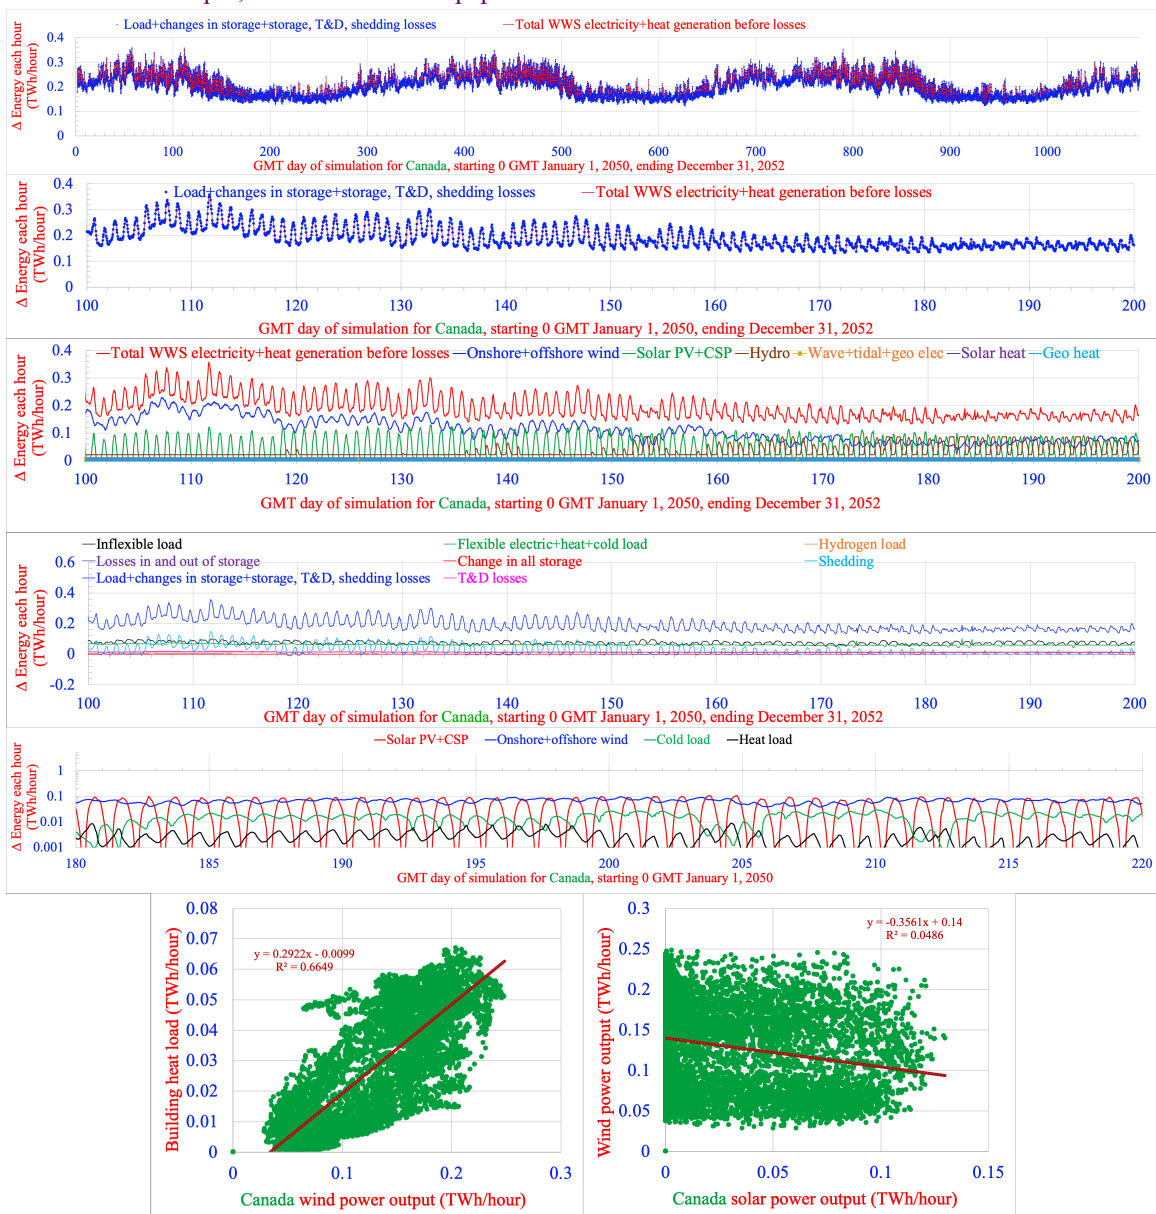 Load+changes in storage+storage, T&D, shedding losses
Total WWS electricity+heat generation before losses
Δ Energy each hour
(TWh/hour)
0.4
0.3
0.2
0.1
0
0 100 200 300 400 500 600 700 800 900 1000
GMT day of simulation for Canada, starting 0 GMT January 1, 2050, ending December 31, 2052
Load+changes in storage+storage, T&D, shedding losses
Total WWS electricity+heat generation before losses
Δ Energy each hour
(TWh/hour)
0.4
0.3
0.2
0.1
0
100 110 120 130 140 150 160 170 180 190 200
GMT day of simulation for Canada, starting 0 GMT January 1, 2050, ending December 31, 2052
Total WWS electricity+heat generation before losses Onshore+offshore wind Solar PV+CSP Hydro Wave+tidal+geo elec Solar heat Geo heat
Δ Energy each hour
(TWh/hour)
0.4
0.3
0.2
0.1
0
100 110 120 130 140 150 160 170 180 190 200
GMT day of simulation for Canada, starting 0 GMT January 1, 2050, ending December 31, 2052
Inflexible load Flexible electric+heat+cold load Hydrogen load
Losses in and out of storage Change in all storage Shedding
Load+changes in storage+storage, T&D, shedding losses T&D losses
Δ Energy each hour
(TWh/hour)
0.6
0.4
0.2
0
-0.2
100 110 120 130 140 150 160 170 180 190 200
GMT day of simulation for Canada, starting 0 GMT January 1, 2050, ending December 31, 2052
Solar PV+CSP Onshore+offshore wind Cold load Heat load
Δ Energy each hour
(TWh/hour)
1
0.1
0.01
0.001
180 185 190 195 200 205 210 215 220
GMT day of simulation for Canada, starting 0 GMT January 1, 2050
Building heat load (TWh/hour)
0.08
0.07
0.06
0.05
0.04
0.03
0.02
0.01
0
y = 0.2922x - 0.0099
R² = 0.6649
0 0.1 0.2 0.3
Canada wind power output (TWh/hour)
Wind power output (TWh/hour)
0.3
0.25
0.2
0.15
0.1
0.05
0
y = -0.3561x + 0.14
R² = 0.0486
0 0.05 0.1 0.15
Canada solar power output (TWh/hour)